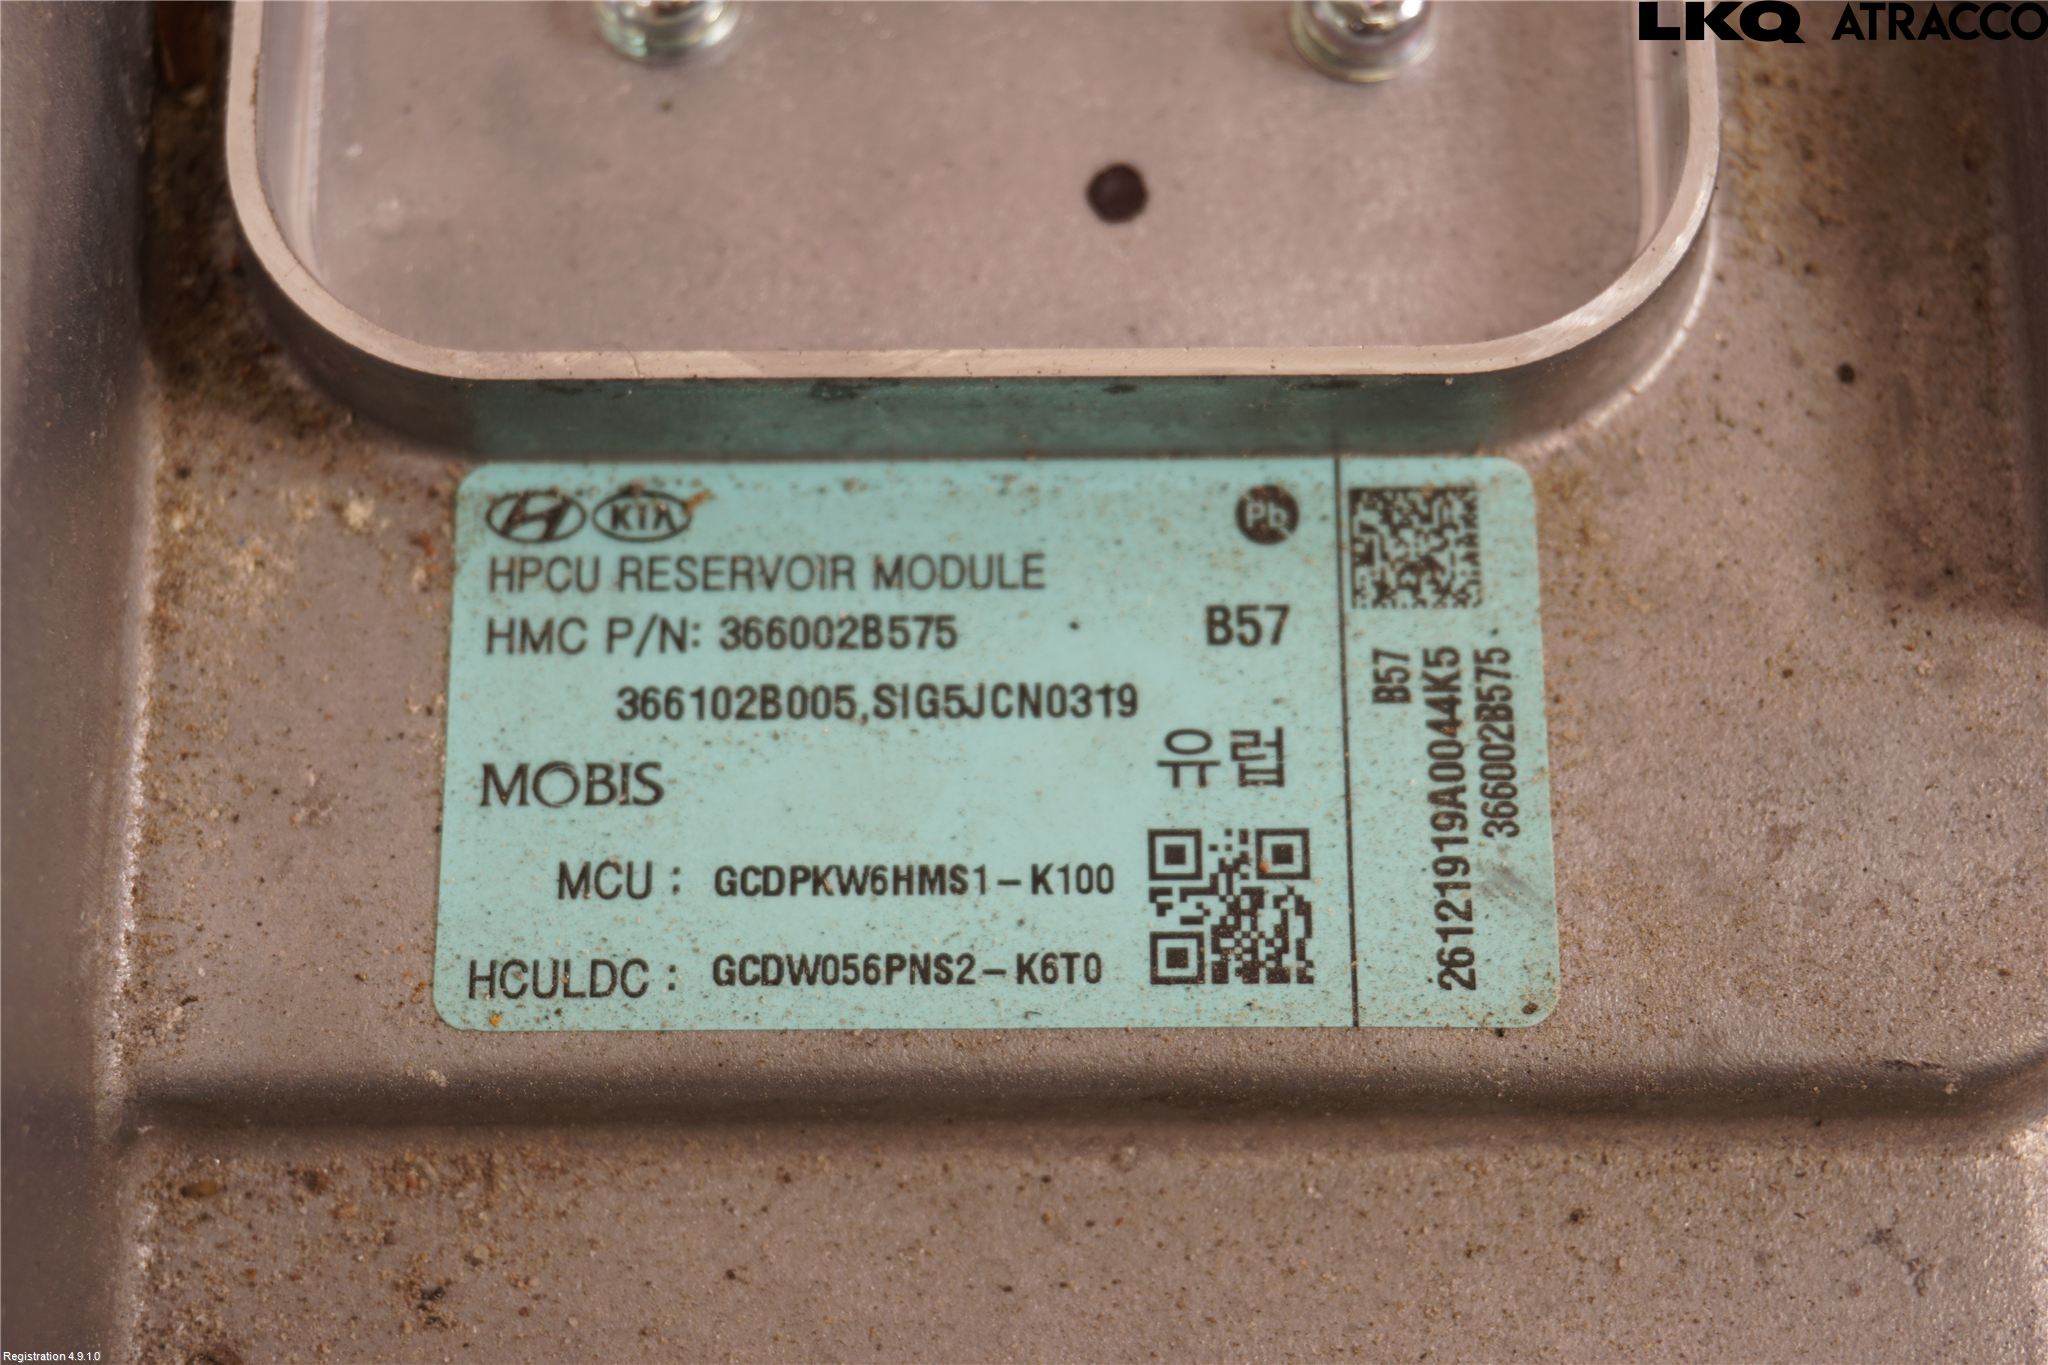 LKQ ATRACCO
KIA
Pb
HPCU RESERVOIR MODULE
HMC P/N: 366002B575 B57
366102B005,SIG5JCN0319
유럽
MOBIS
MCU : GCDPKW6HMS1-K100
HCULDC : GCDW056PNS2-K6T0
B57
26121919A0044K5
366002B575
Registration 4.9.1.0